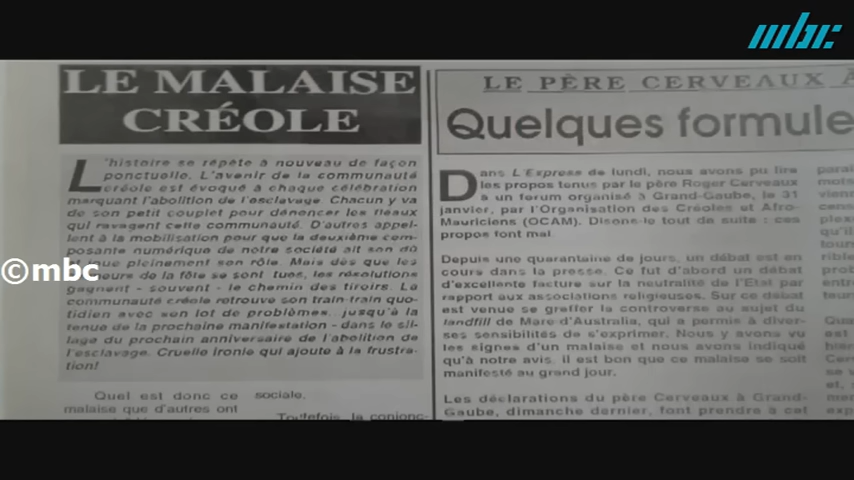 mbc
LE MALAISE
CRÉOLE
L'histoire se répète à nouveau de façon
ponctuelle. L'avenir de la communauté
créole est évoqué à chaque célébration
marquant l'abolition de l'esclavage. Chacun y va
de son petit couplet pour dénoncer les fléaux
qui ravagent cette communauté. D'autres appel-
lent à la mobilisation pour que la deuxième com-
posante numérique de notre société ait son dû
et joue pleinement son rôle. Mais dès que les
de la fête se sont tues, les résolutions
gagnent - souvent - le chemin des tiroirs. La
communauté créole retrouve son train-train quo-
tidien avec son lot de problèmes, jusqu'à la
tenue de la prochaine manifestation - dans le sil-
lage du prochain anniversaire de l'abolition de
l'esclavage. Cruelle ironie qui ajoute à la frustra-
tion!
Quel est donc ce
malaise que d'autres ont
sociale.
Toutefois, la conjonc-
©mbc
LE PÈRE CERVEAUX À
Quelques formule
Dans L'Express de lundi, nous avons pu lire
les propos tenus par le père Roger Cerveaux
à un forum organisé à Grand-Gaube, le 31
janvier, par l'Organisation des Créoles et Afro-
Mauriciens (OCAM). Disons-le tout de suite : ces
propos font mal.
Depuis une quarantaine de jours, un débat est en
cours dans la presse. Ce fut d'abord un débat
d'excellente facture sur la neutralité de l'Etat par
rapport aux associations religieuses. Sur ce débat
est venue se greffer la controverse au sujet du
landfill de Mare-d'Australia, qui a permis à diver-
ses sensibilités de s'exprimer. Nous y avons vu
les signes d'un malaise et nous avons indiqué
qu'à notre avis, il est bon que ce malaise se soit
manifesté au grand jour.
Les déclarations du père Cerveaux à Grand-
Gaube, dimanche dernier, font prendre à cet